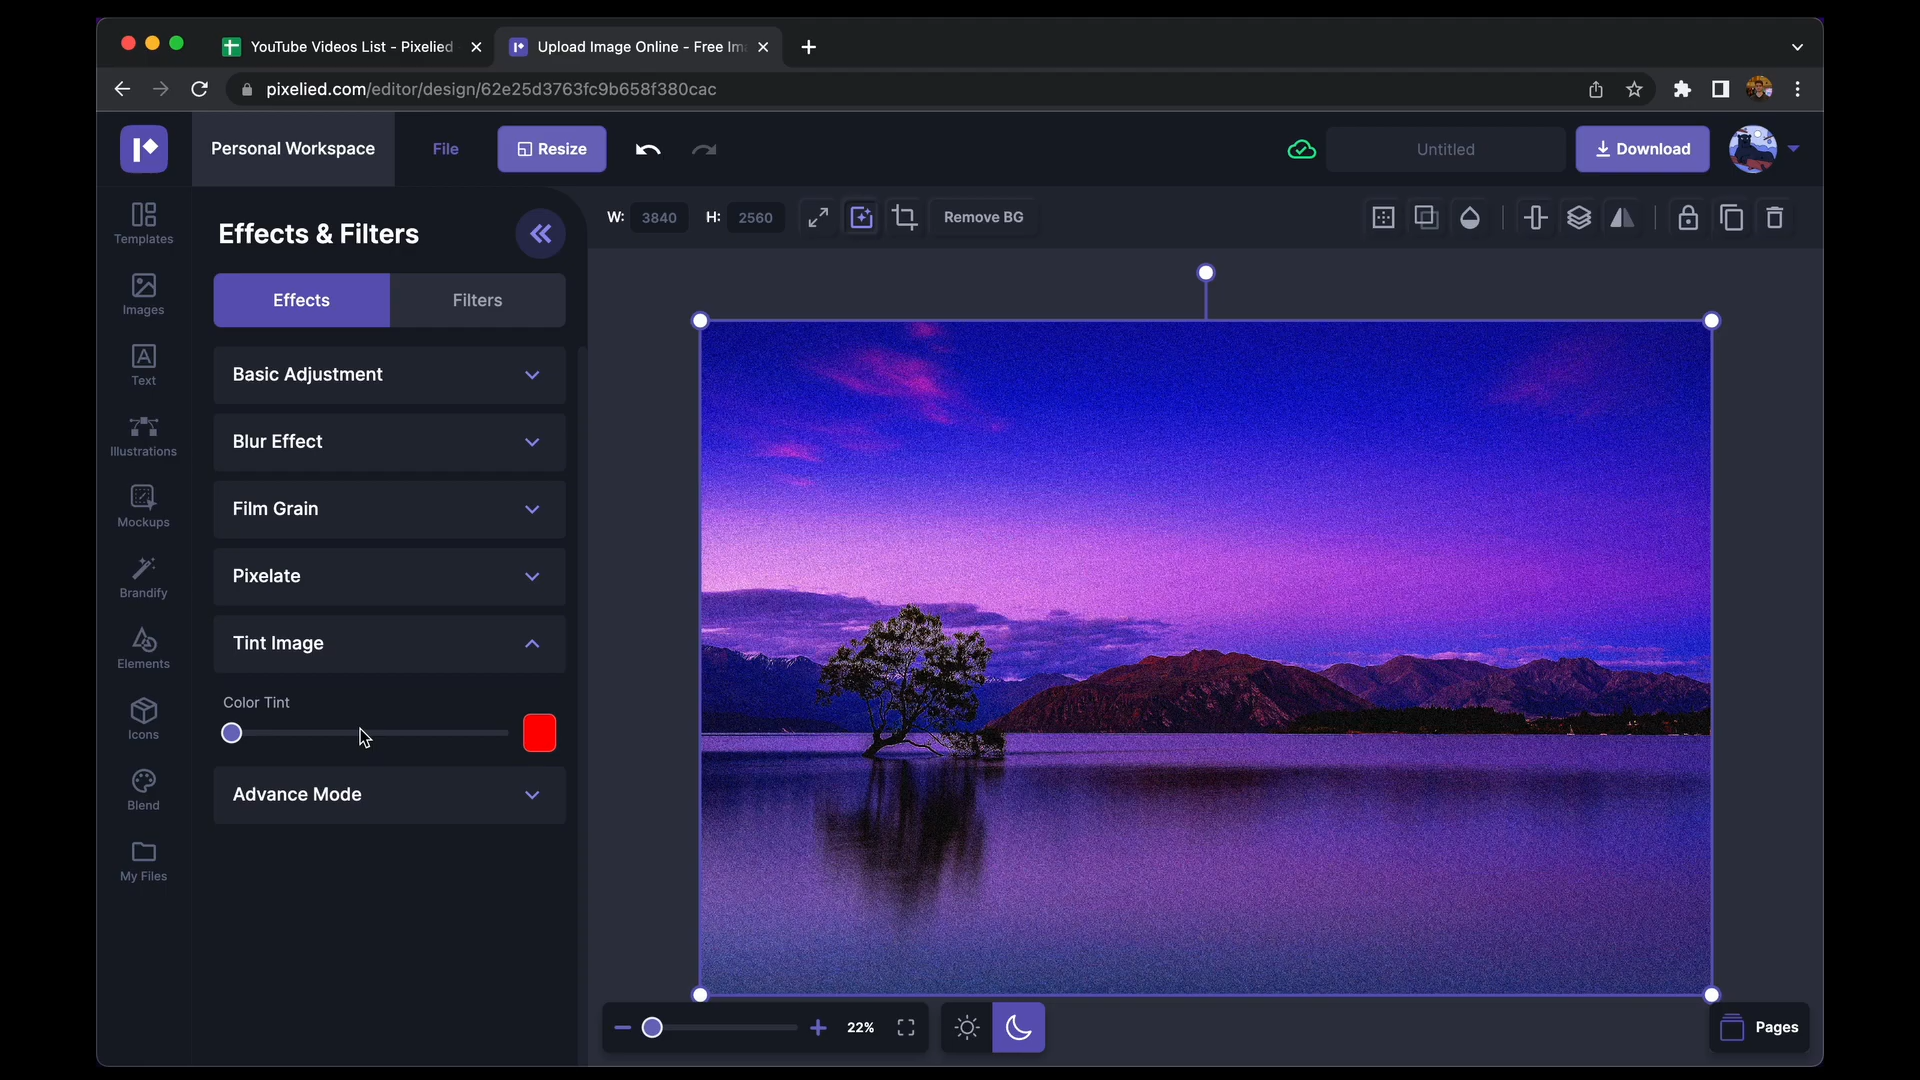 YouTube Videos List - Pixelied
Upload Image Online - Free Im
pixelied.com/editor/design/62e25d3763fc9b658f380cac
Personal Workspace
File
Resize
Untitled
Download
Templates
Images
Text
Illustrations
Mockups
Brandify
Elements
Icons
Blend
My Files
Effects & Filters
Effects
Filters
Basic Adjustment
Blur Effect
Film Grain
Pixelate
Tint Image
Color Tint
Advance Mode
W: 3840 H: 2560 Remove BG
22%
Pages